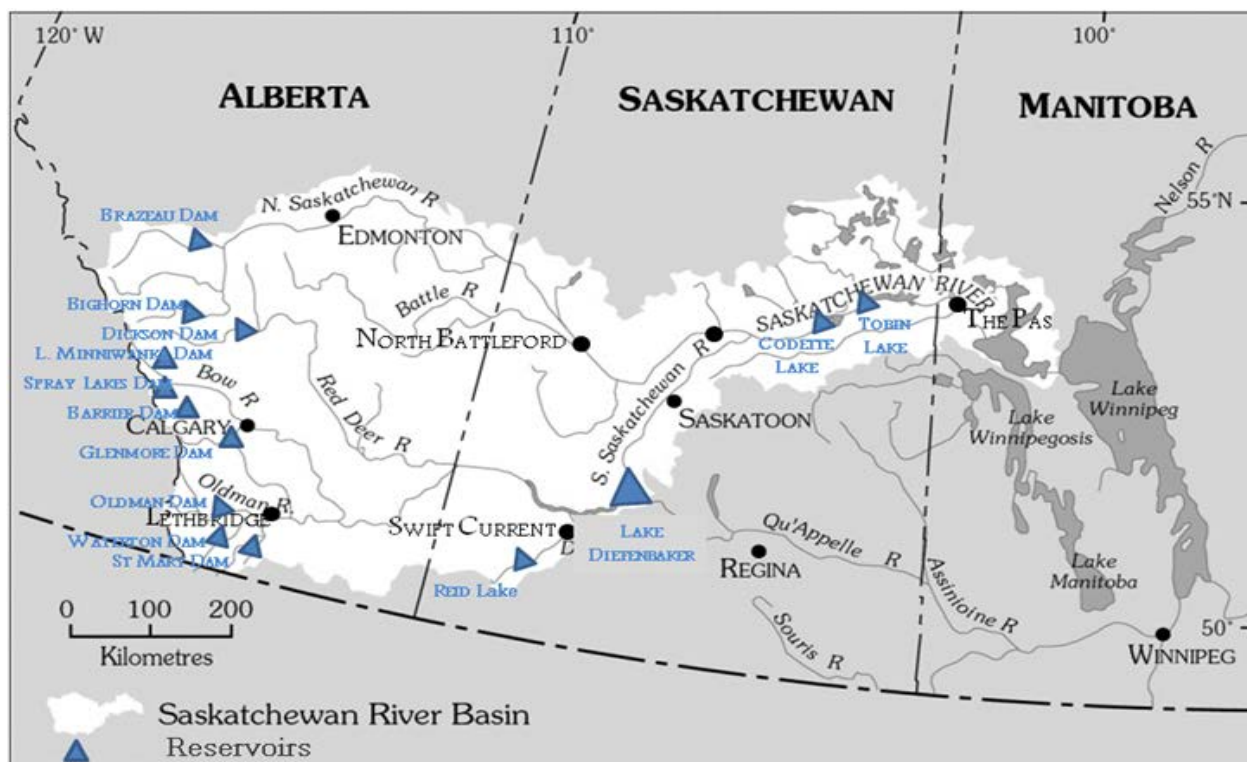 120° W
110°
100°
ALBERTA
SASKATCHEWAN
MANITOBA
Nelson R
N. Saskatchewan R
55°N
BRAZEAU DAM
EDMONTON
BIGHORN DAM
Battle R
SASKATCHEWAN RIVER
DICKSON DAM
NORTH BATTLEFORD
THE PAS
TOBIN
LAKE
CODETTE
LAKE
L. MINNIWANKA DAM
SPRAY LAKES DAM
Bow R
Red Deer R
S. Saskatchewan R
Lake
Winnipeg
BARRIER DAM
CALGARY
SASKATOON
Lake
Winnipegosis
GLENMORE DAM
OLDMAN DAM
Oldman R.
LETHBRIDGE
SWIFT CURRENT
D
LAKE
DIEFENBAKER
Qu'Appelle R
WATERTON DAM
ST MARY DAM
REID LAKE
REGINA
Assinioine R
Lake
Manitoba
Souris R
50°
WINNIPEG
0 100 200
Kilometres
Saskatchewan River Basin
Reservoirs